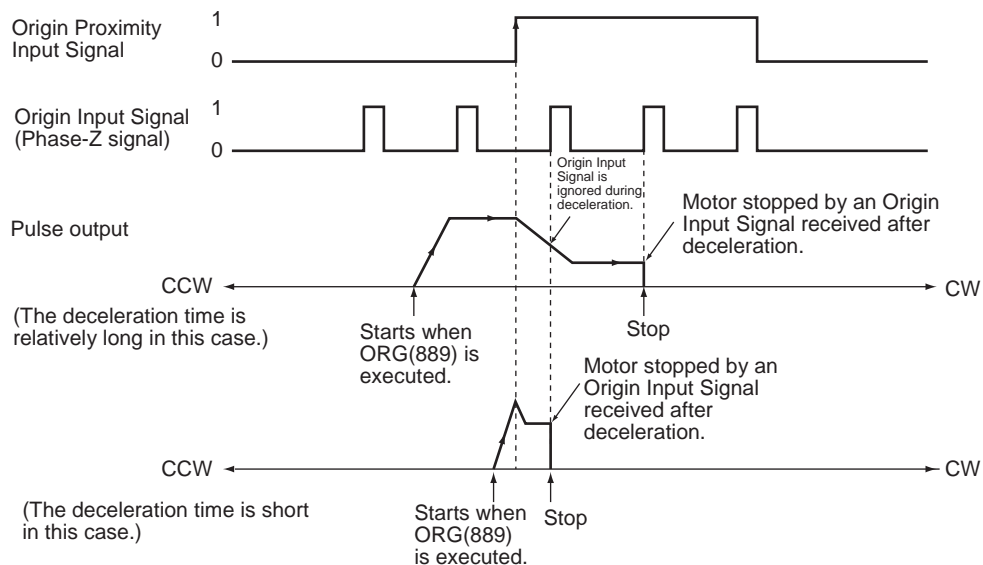 Origin Proximity
Input Signal
1
0
Origin Input Signal
(Phase-Z signal)
1
0
Origin Input
Signal is
ignored during
deceleration.
Pulse output
Motor stopped by an Origin
Input Signal received after
deceleration.
CCW
CW
(The deceleration time is
relatively long in this case.)
Starts when
ORG(889) is
executed.
Stop
Motor stopped by an
Origin Input Signal
received after
deceleration.
CCW
CW
(The deceleration time is short
in this case.)
Starts when
ORG(889)
is executed.
Stop